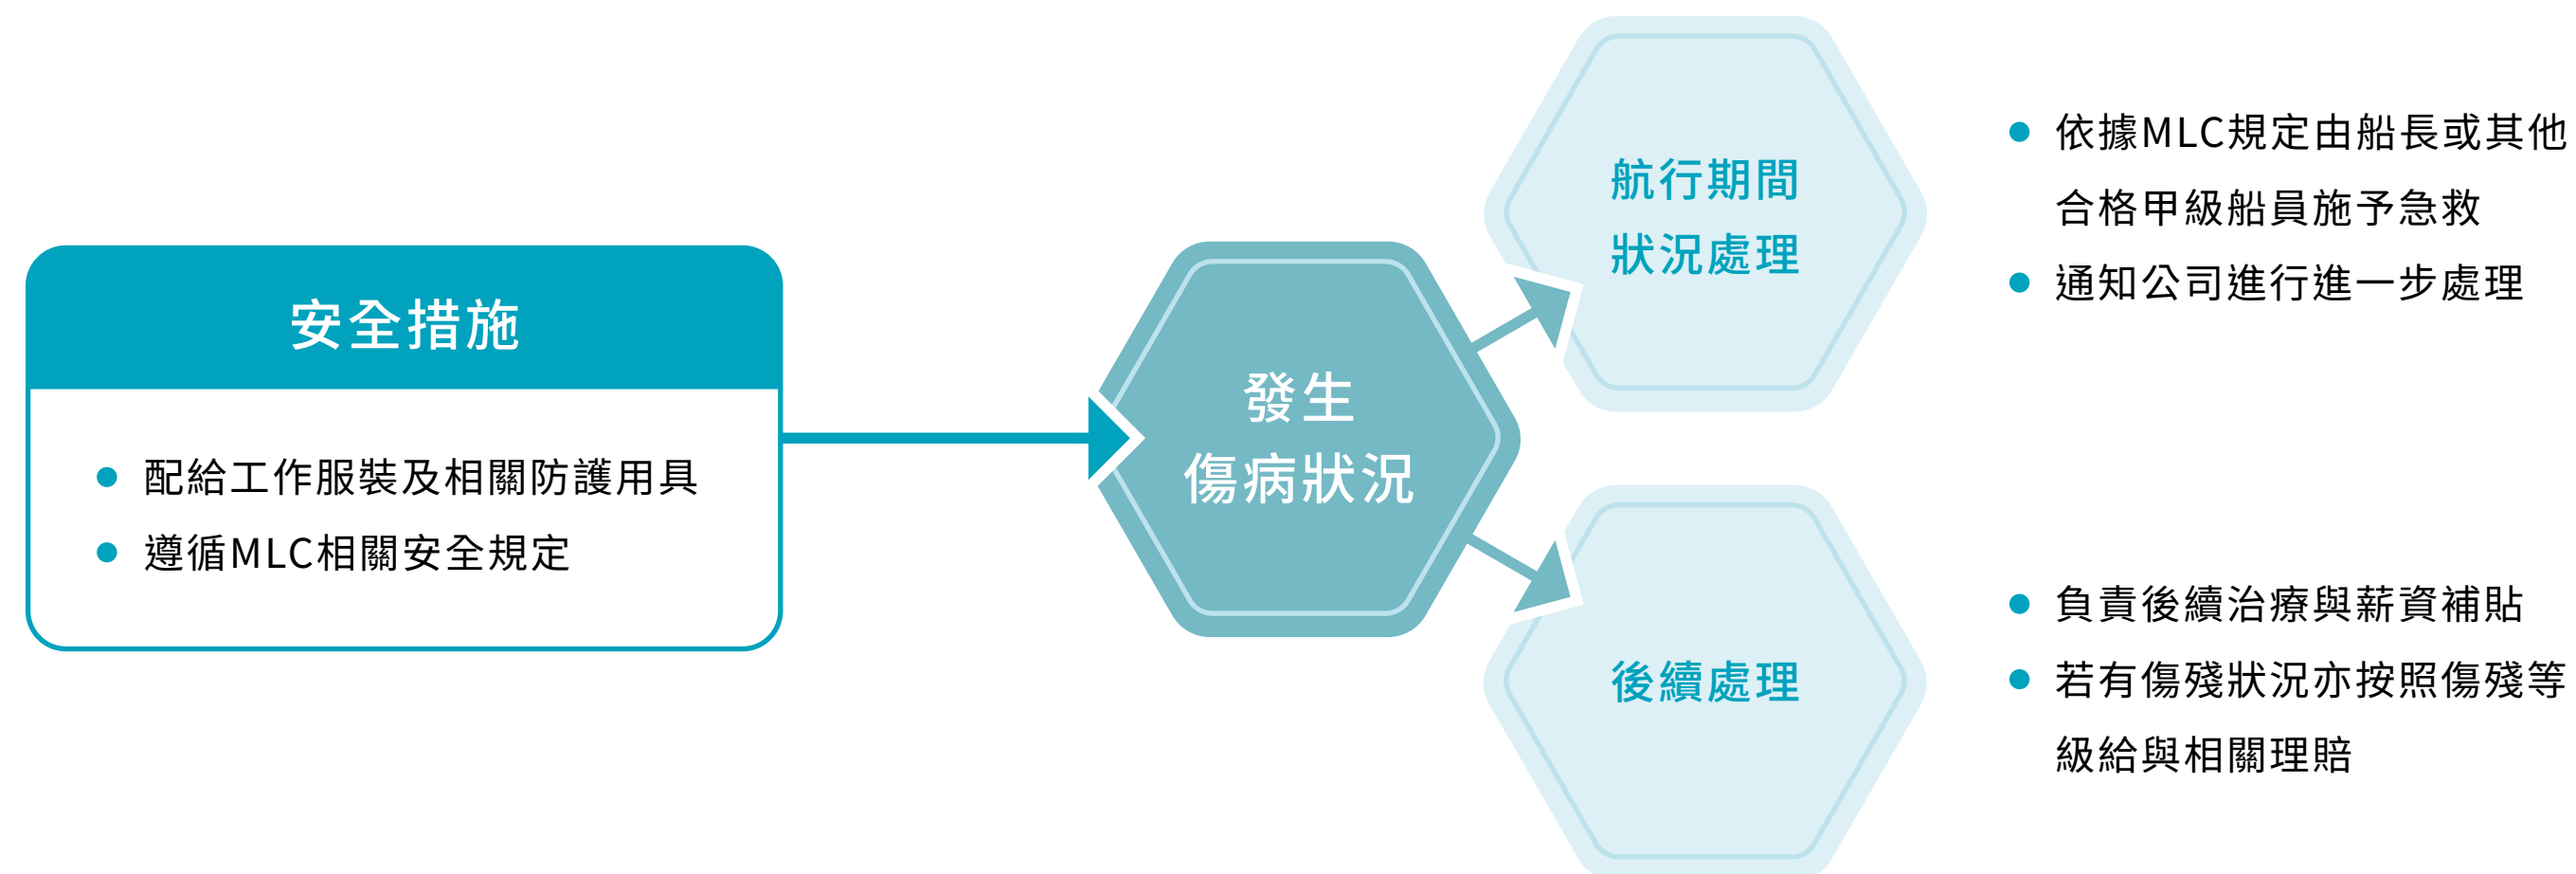 安全措施
配給工作服裝及相關防護用具
遵循MLC相關安全規定
發生
傷病狀況
航行期間
狀況處理
依據MLC規定由船長或其他
合格甲級船員施予急救
通知公司進行進一步處理
後續處理
負責後續治療與薪資補貼
若有傷殘狀況亦按照傷殘等
級給與相關理賠